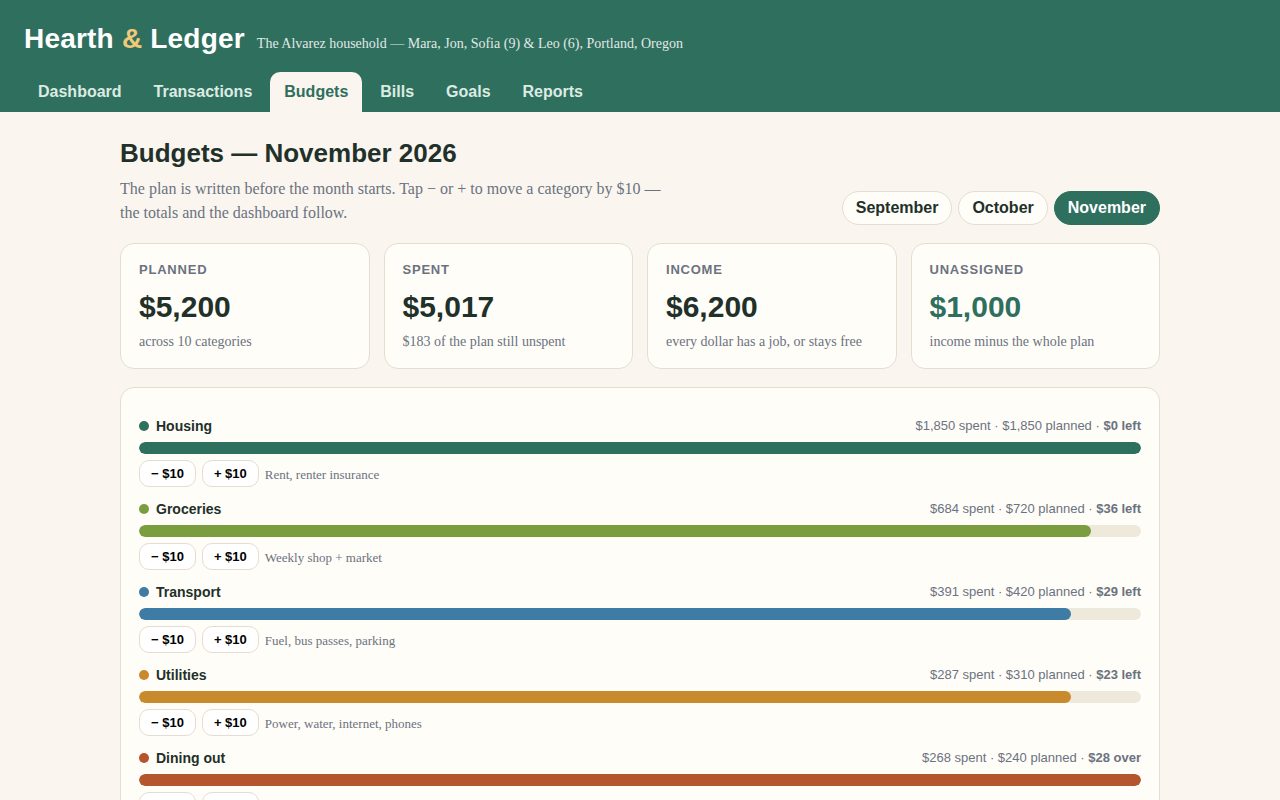 Hearth & Ledger
The Alvarez household — Mara, Jon, Sofia (9) & Leo (6), Portland, Oregon
Dashboard
Transactions
Budgets
Bills
Goals
Reports
Budgets — November 2026
The plan is written before the month starts. Tap − or + to move a category by $10 —
the totals and the dashboard follow.
September
October
November
PLANNED
$5,200
across 10 categories
SPENT
$5,017
$183 of the plan still unspent
INCOME
$6,200
every dollar has a job, or stays free
UNASSIGNED
$1,000
income minus the whole plan
Housing
$1,850 spent · $1,850 planned · $0 left
− $10
+ $10
Rent, renter insurance
Groceries
$684 spent · $720 planned · $36 left
− $10
+ $10
Weekly shop + market
Transport
$391 spent · $420 planned · $29 left
− $10
+ $10
Fuel, bus passes, parking
Utilities
$287 spent · $310 planned · $23 left
− $10
+ $10
Power, water, internet, phones
Dining out
$268 spent · $240 planned · $28 over